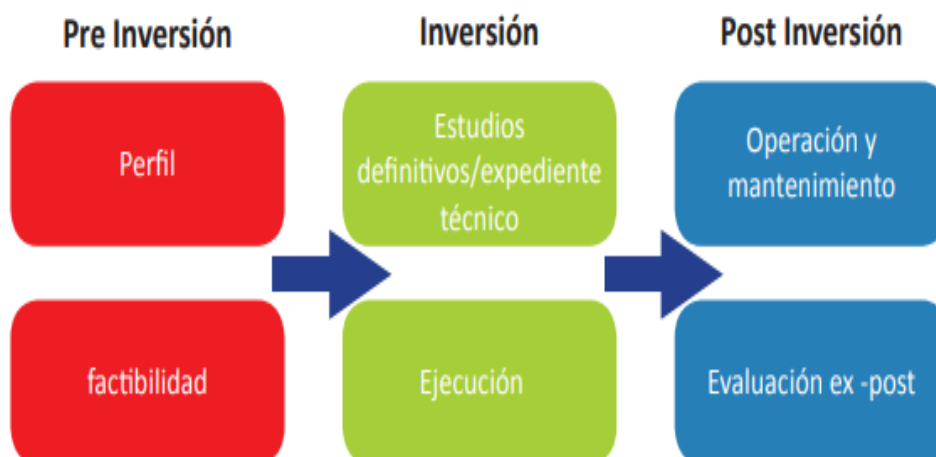 Pre Inversión
Inversión
Post Inversión
Perfil
Estudios
definitivos/expediente
técnico
Operación y
mantenimiento
factibilidad
Ejecución
Evaluación ex -post